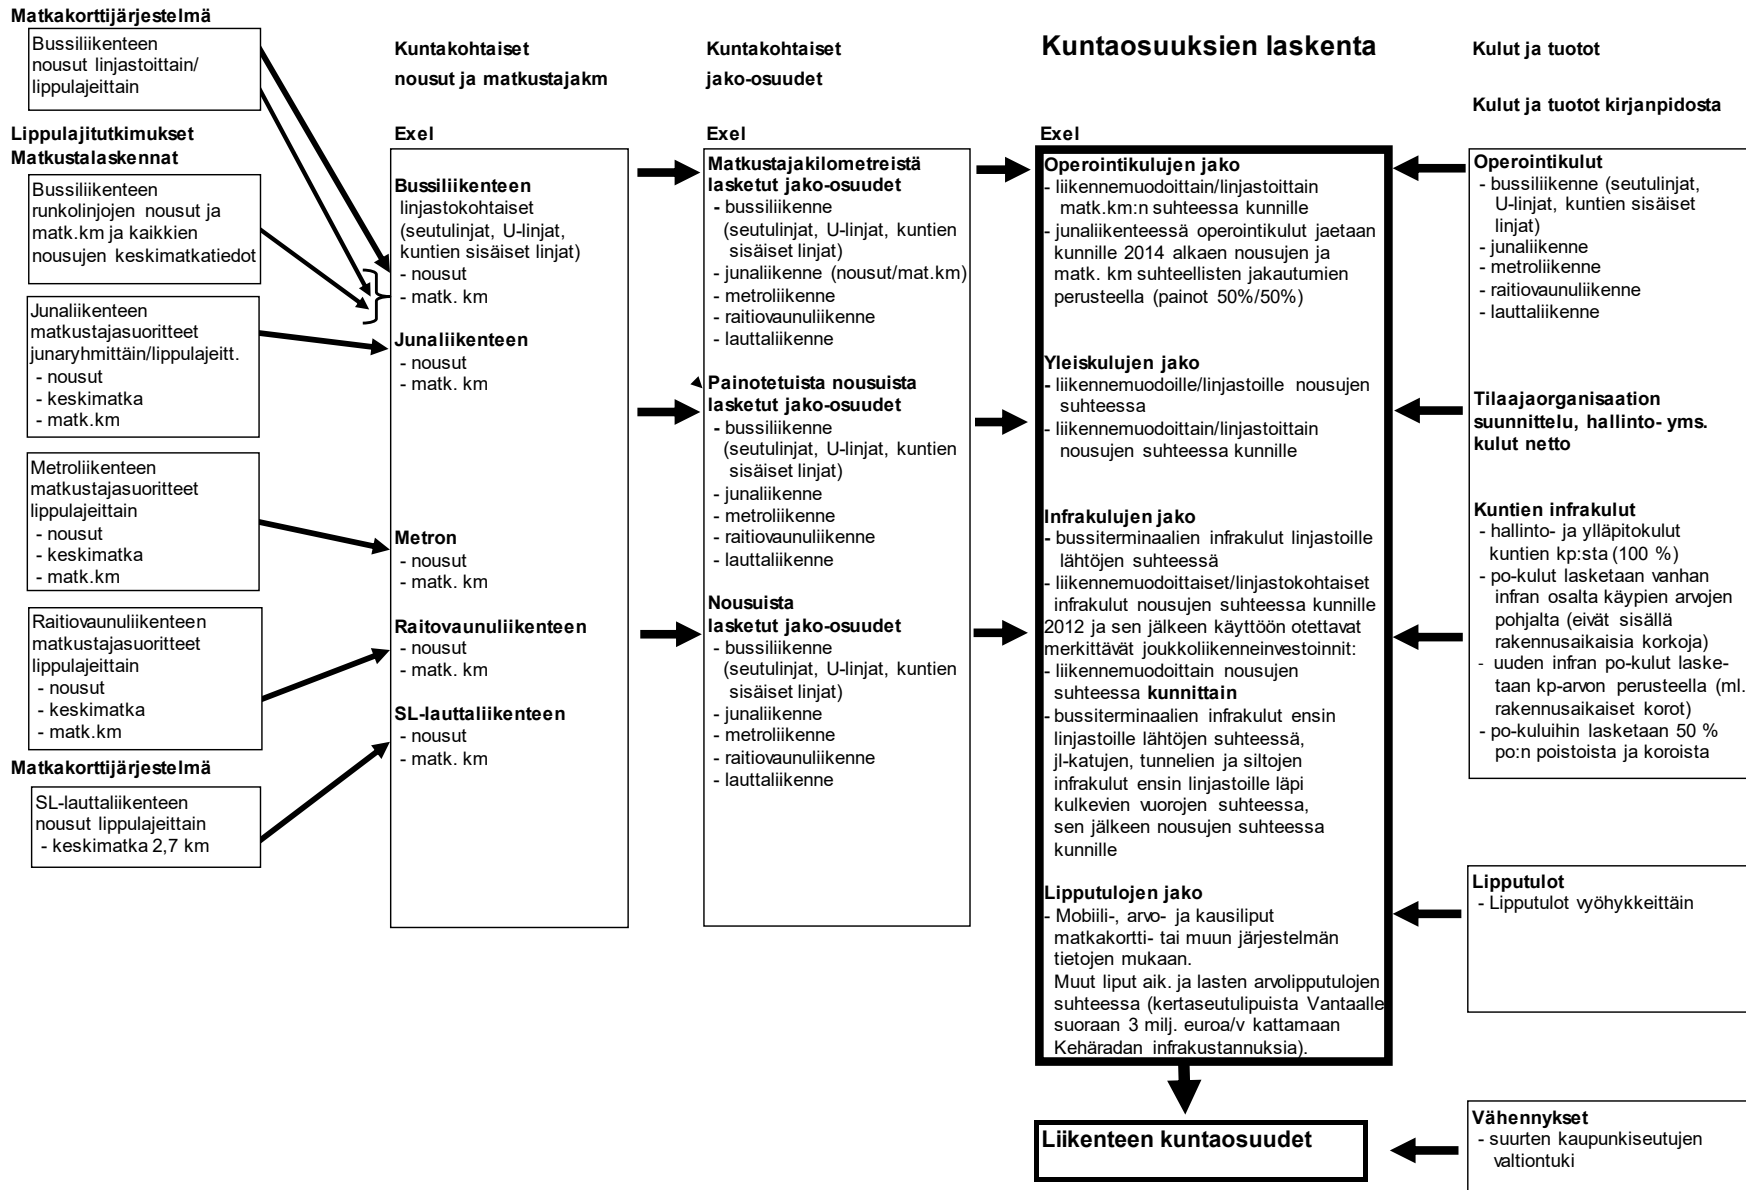 Matkakorttijärjestelmä
Bussiliikenteen
nousut linjastoittain/
lippulajeittain
Lippulajitutkimukset
Matkustalaskennat
Bussiliikenteen
runkolinjojen nousut ja
matk.km ja kaikkien
nousujen keskimatkatiedot
Junaliikenteen
matkustajasuoritteet
junaryhmittäin/lippulajeitt.
- nousut
- keskimatka
- matk.km
Metroliikenteen
matkustajasuoritteet
lippulajeittain
- nousut
- keskimatka
- matk.km
Raitiovaunuliikenteen
matkustajasuoritteet
lippulajeittain
- nousut
- keskimatka
- matk.km
Matkakorttijärjestelmä
SL-lauttaliikenteen
nousut lippulajeittain
- keskimatka 2,7 km
Kuntakohtaiset
nousut ja matkustajakm
Exel
Bussiliikenteen
linjastokohtaiset
(seutulinjat, U-linjat,
kuntien sisäiset linjat)
- nousut
- matk. km
Junaliikenteen
- nousut
- matk. km
Metron
- nousut
- matk. km
Raitovaunuliikenteen
- nousut
- matk. km
SL-lauttaliikenteen
- nousut
- matk. km
Kuntakohtaiset
jako-osuudet
Exel
Matkustajakilometreistä
lasketut jako-osuudet
- bussiliikenne
(seutulinjat, U-linjat, kuntien
sisäiset linjat)
- junaliikenne (nousut/mat.km)
- metroliikenne
- raitiovaunuliikenne
- lauttaliikenne
Painotetuista nousuista
lasketut jako-osuudet
- bussiliikenne
(seutulinjat, U-linjat, kuntien
sisäiset linjat)
- junaliikenne
- metroliikenne
- raitiovaunuliikenne
- lauttaliikenne
Nousuista
lasketut jako-osuudet
- bussiliikenne
(seutulinjat, U-linjat, kuntien
sisäiset linjat)
- junaliikenne
- metroliikenne
- raitiovaunuliikenne
- lauttaliikenne
Kuntaosuuksien laskenta
Exel
Operointikulujen jako
- liikennemuodoittain/linjastoittain
matk.km:n suhteessa kunnille
- junaliikenteessä operointikulut jaetaan
kunnille 2014 alkaen nousujen ja
matk. km suhteellisten jakautumien
perusteella (painot 50%/50%)
Yleiskulujen jako
- liikennemuodoille/linjastoille nousujen
suhteessa
- liikennemuodoittain/linjastoittain
nousujen suhteessa kunnille
Infrakulujen jako
- bussiterminaalien infrakulut linjastoille
lähtöjen suhteessä
- liikennemuodoittaiset/linjastokohtaiset
infrakulut nousujen suhteessa kunnille
2012 ja sen jälkeen käyttöön otettavat
merkittävät joukkoliikenneinvestoinnit:
- liikennemuodoittain nousujen
suhteessa kunnittain
- bussiterminaalien infrakulut ensin
linjastoille lähtöjen suhteessä,
jl-katujen, tunnelien ja siltojen
infrakulut ensin linjastoille läpi
kulkevien vuorojen suhteessa,
sen jälkeen nousujen suhteessa
kunnille
Lipputulojen jako
- Mobiili-, arvo- ja kausiliput
matkakortti- tai muun järjestelmän
tietojen mukaan.
Muut liput aik. ja lasten arvolipputulojen
suhteessa (kertaseutulipuista Vantaalle
suoraan 3 milj. euroa/v kattamaan
Kehäradan infrakustannuksia).
Liikenteen kuntaosuudet
Kulut ja tuotot
Kulut ja tuotot kirjanpidosta
Operointikulut
- bussiliikenne (seutulinjat,
U-linjat, kuntien sisäiset
linjat)
- junaliikenne
- metroliikenne
- raitiovaunuliikenne
- lauttaliikenne
Tilaajaorganisaation
suunnittelu, hallinto- yms.
kulut netto
Kuntien infrakulut
- hallinto- ja ylläpitokulut
kuntien kp:sta (100 %)
- po-kulut lasketaan vanhan
infran osalta käypien arvojen
pohjalta (eivät sisällä
rakennusaikaisia korkoja)
- uuden infran po-kulut laske-
taan kp-arvon perusteella (ml.
rakennusaikaiset korot)
- po-kuluihin lasketaan 50 %
po:n poistoista ja koroista
Lipputulot
- Lipputulot vyöhykkeittäin
Vähennykset
- suurten kaupunkiseutujen
valtiontuki